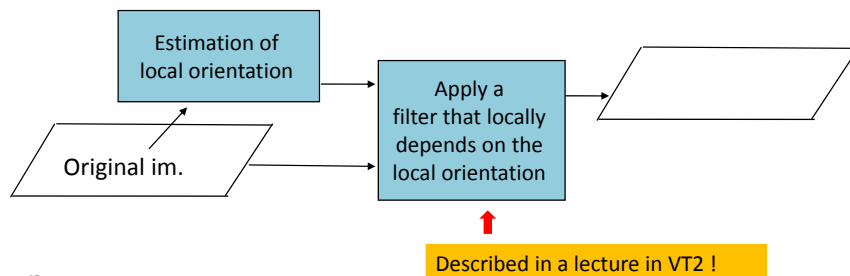 Estimation of
local orientation
Apply a
filter that locally
depends on the
local orientation
Original im.
Described in a lecture in VT2 !